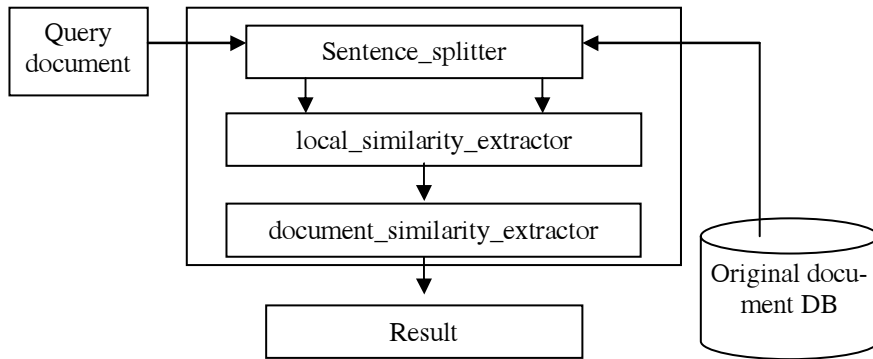 Query
document
Sentence_splitter
local_similarity_extractor
document_similarity_extractor
Original docu-
ment DB
Result